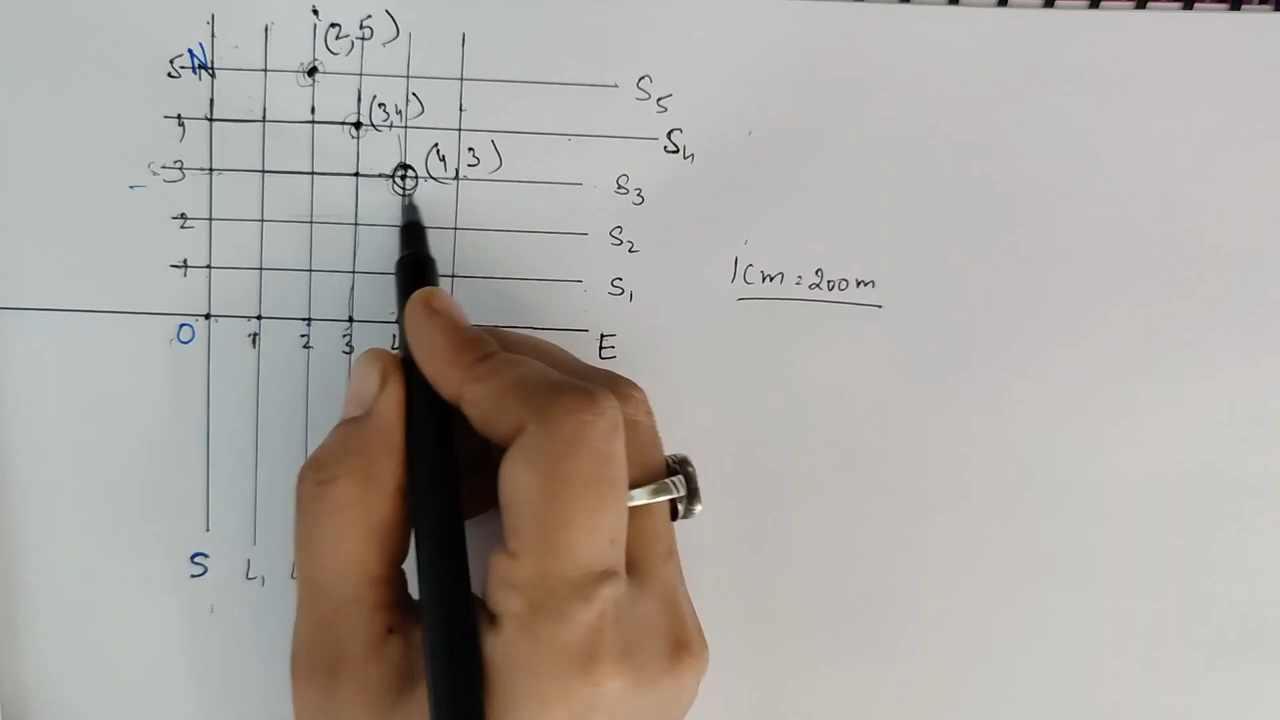 (2,5)
5 N
S5
4
(3,4)
S4
3
(4,3)
S3
2
S2
1
S1
1cm = 200m
0
1 2 3 4
E
S
L1